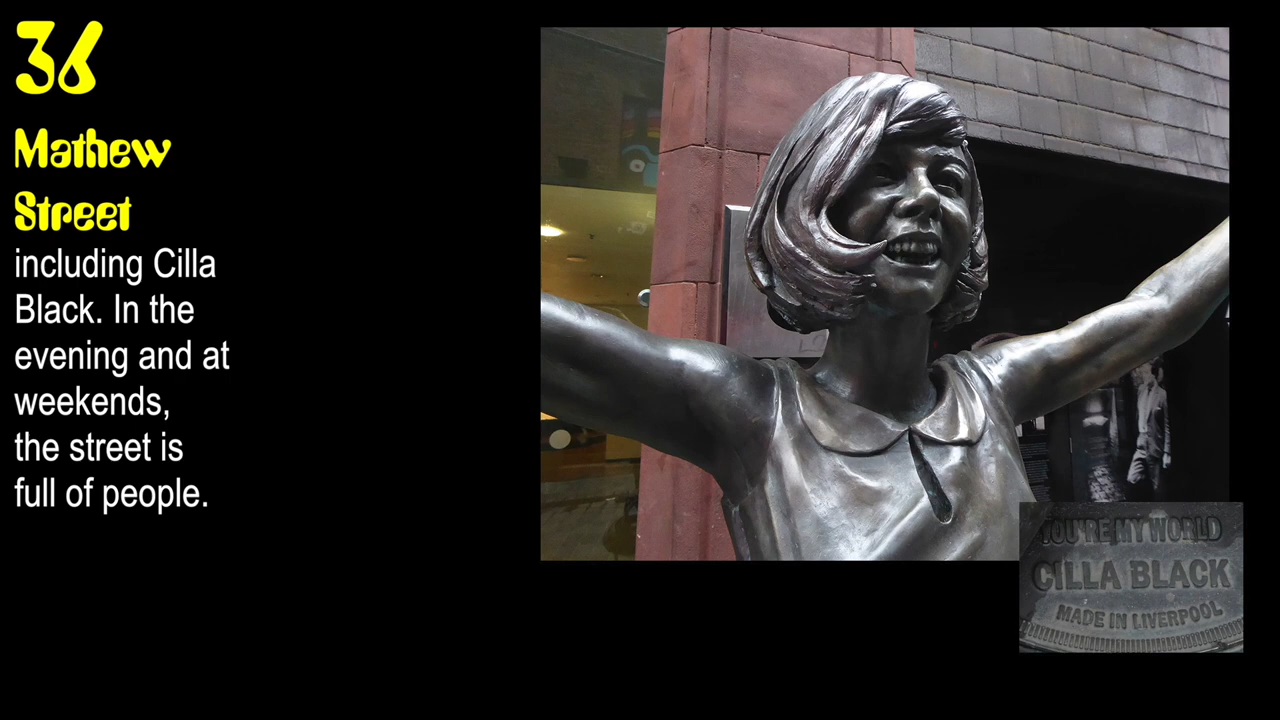 36
Mathew
Street
including Cilla
Black. In the
evening and at
weekends,
the street is
full of people.
YOU'RE MY WORLD
CILLA BLACK
MADE IN LIVERPOOL